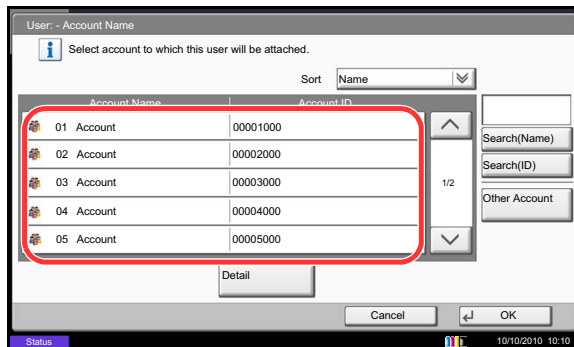 User: - Account Name
i Select account to which this user will be attached.
Sort Name
Account Name Account ID
01 Account 00001000
Search(Name)
02 Account 00002000
Search(ID)
03 Account 00003000
1/2
Other Account
04 Account 00004000
05 Account 00005000
Detail
Cancel OK
Status 10/10/2010 10:10